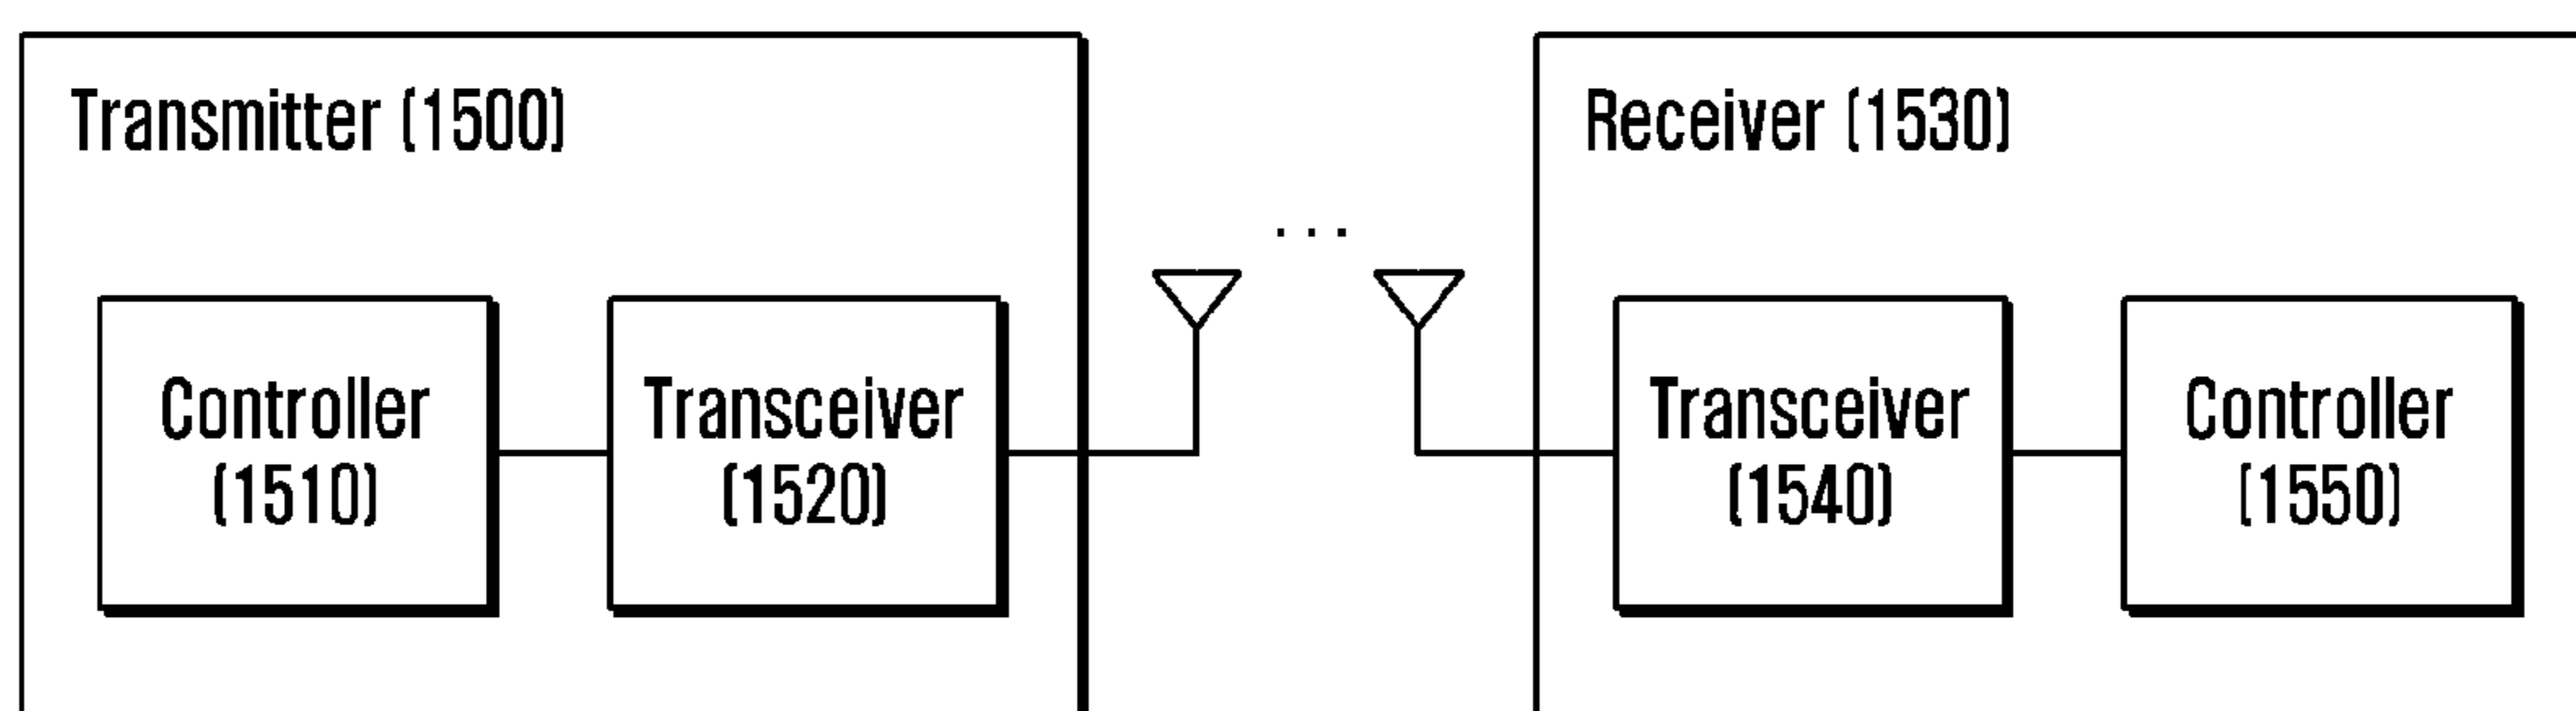 Transmitter (1500)
Receiver (1530)
...
Controller
(1510)
Transceiver
(1520)
Transceiver
(1540)
Controller
(1550)